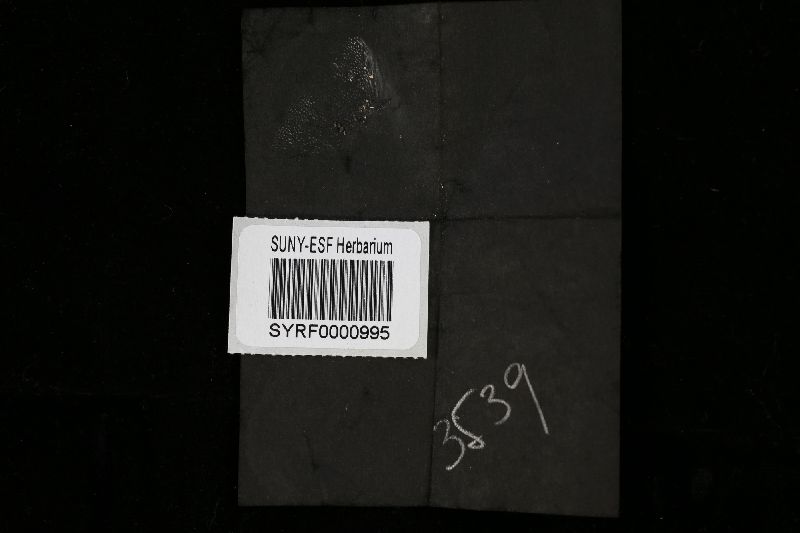 SUNY-ESF Herbarium
SYRF0000995
3539